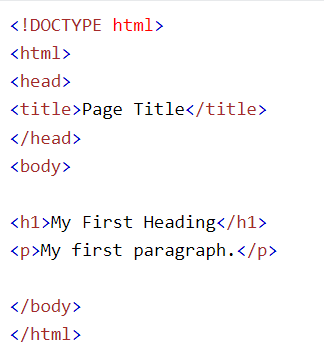 <!DOCTYPE html>
<html>
<head>
<title>Page Title</title>
</head>
<body>
<h1>My First Heading</h1>
<p>My first paragraph.</p>
</body>
</html>